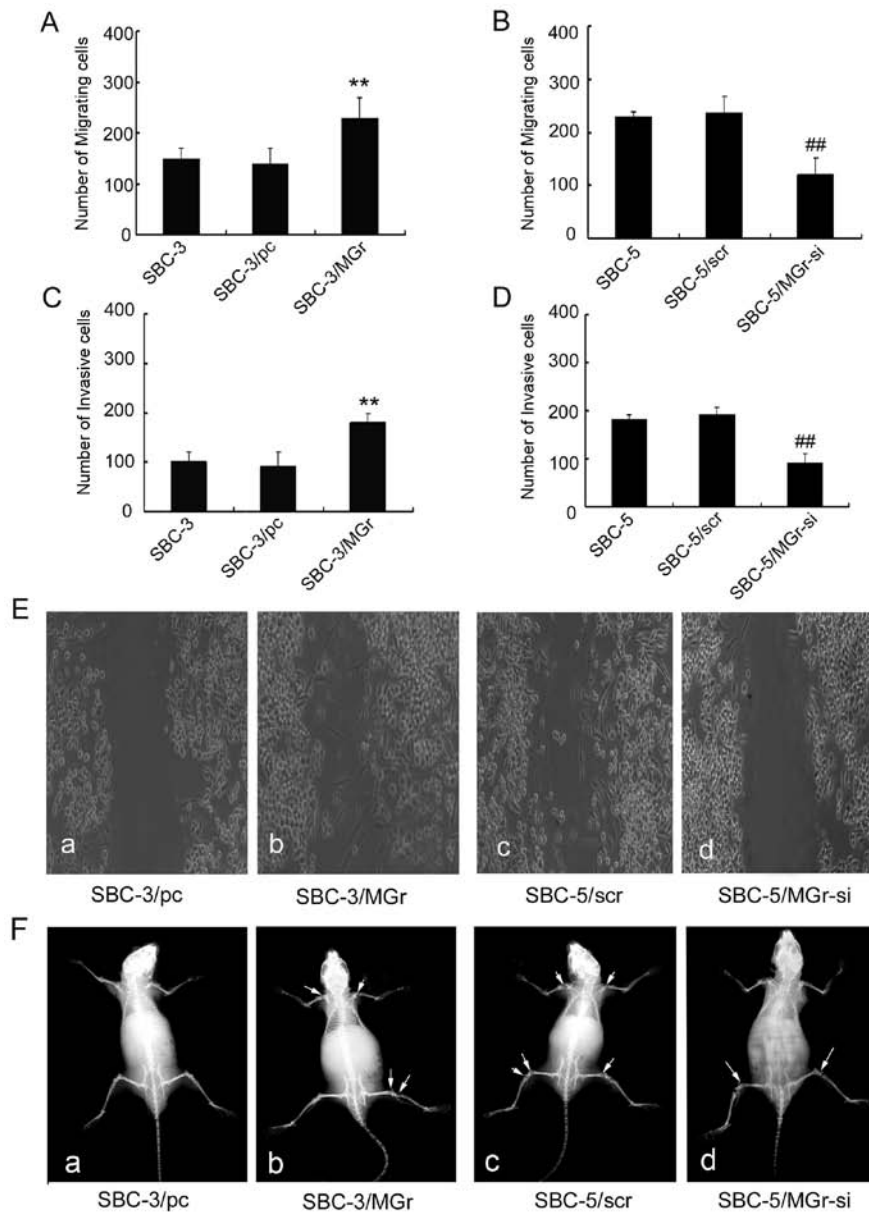 A
Number of Migrating cells
400
300
200
100
0
**
SBC-3
SBC-3/pc
SBC-3/MGr
B
Number of Migrating cells
400
300
200
100
0
##
SBC-5
SBC-5/scr
SBC-5/MGr-si
C
Number of Invasive cells
400
300
200
100
0
**
SBC-3
SBC-3/pc
SBC-3/MGr
D
Number of Invasive cells
400
300
200
100
0
##
SBC-5
SBC-5/scr
SBC-5/MGr-si
E
a
b
c
d
SBC-3/pc
SBC-3/MGr
SBC-5/scr
SBC-5/MGr-si
F
a
b
c
d
SBC-3/pc
SBC-3/MGr
SBC-5/scr
SBC-5/MGr-si